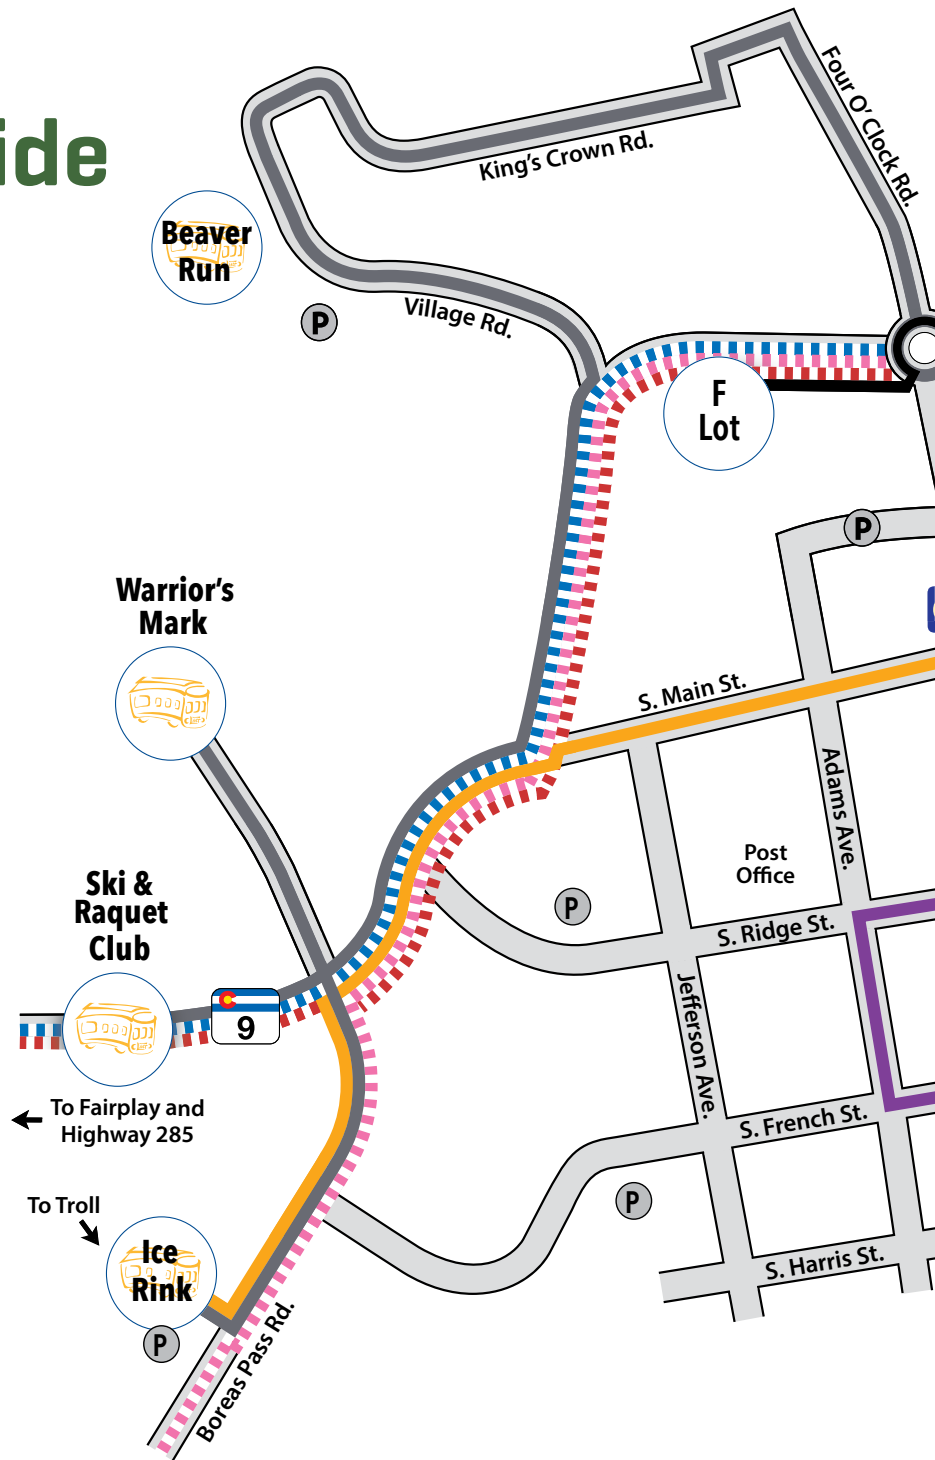 ide
Four O' Clock Rd.
King's Crown Rd.
Beaver
Run
P
Village Rd.
F
Lot
P
Warrior's
Mark
S. Main St.
Adams Ave.
Post
Office
Ski &
Raquet
Club
P
S. Ridge St.
9
Jefferson Ave.
To Fairplay and
Highway 285
S. French St.
To Troll
P
Ice
Rink
S. Harris St.
P
Boreas Pass Rd.